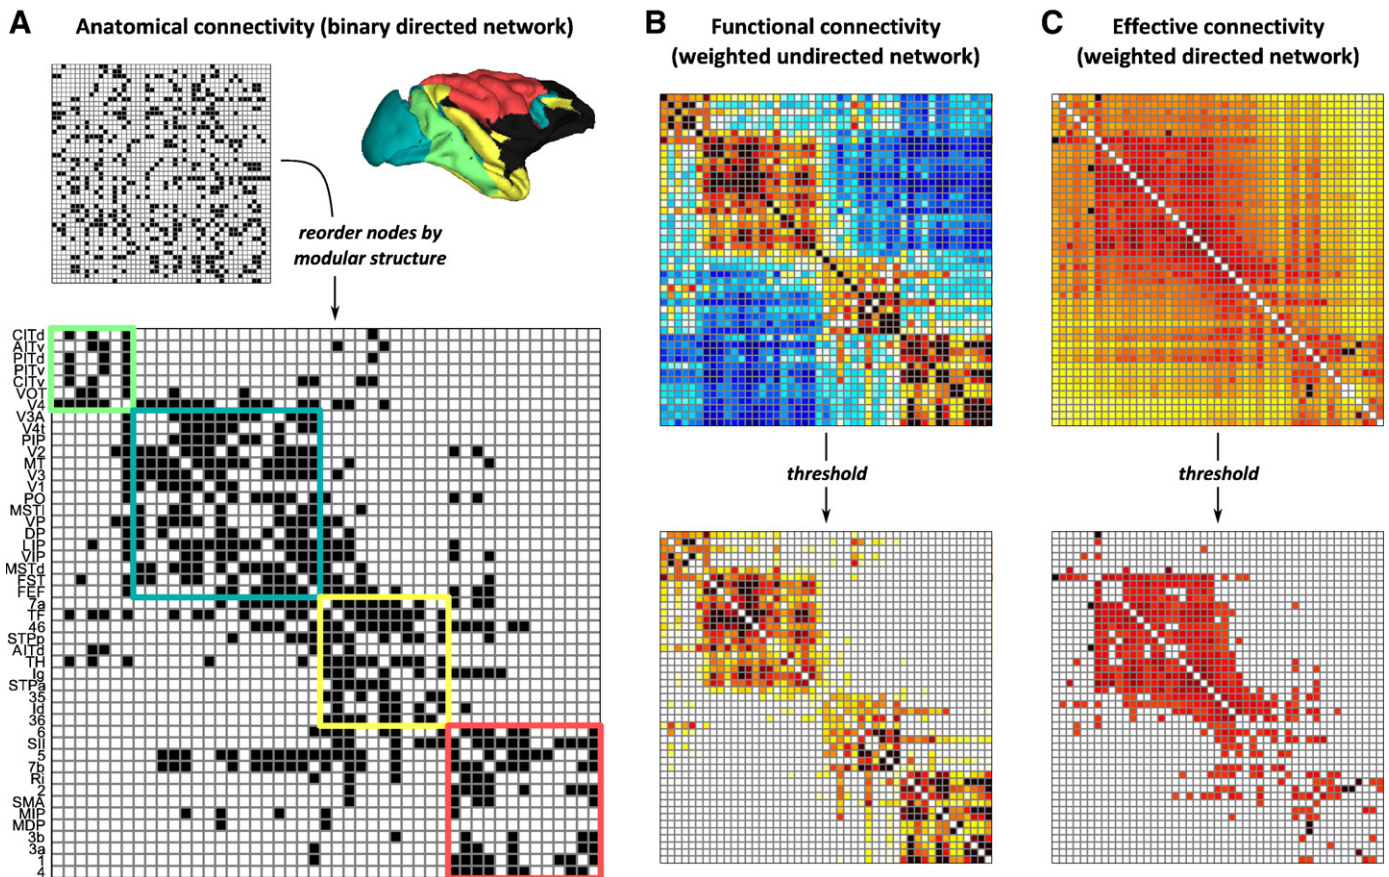 A
Anatomical connectivity (binary directed network)
reorder nodes by
modular structure
CITd
AITv
PITd
PITv
CITv
VOT
V4
V3A
V4t
PIP
V2
MT
V3
V1
PO
MSTl
VP
DP
LIP
VIP
MSTd
FST
FEF
7a
TF
46
STPp
AITd
TH
Ig
STPa
35
Id
36
6
SII
5
7b
Ri
2
SMA
MIP
MDP
3b
3a
1
4
B
Functional connectivity
(weighted undirected network)
threshold
C
Effective connectivity
(weighted directed network)
threshold